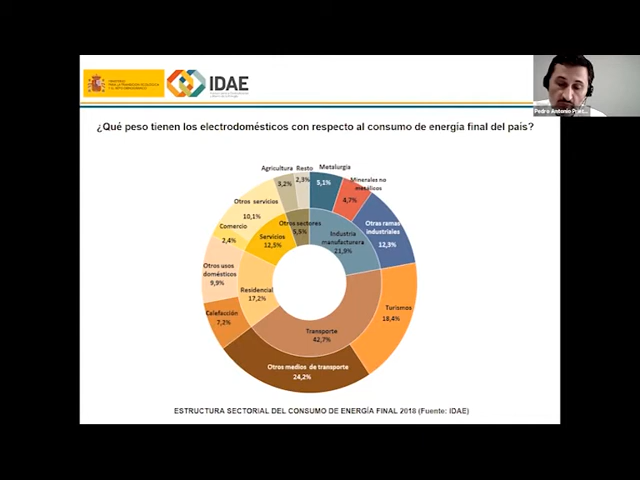 IDAE
Pedro Antonio
¿Qué peso tienen los electrodomésticos con respecto al consumo de energía final del país?
Agricultura
3,2%
Resto
2,3%
Metalurgia
5,1%
Minerales no
metálicos
4,7%
Otros servicios
10,1%
Otros sectores
5,5%
Otras ramas
industriales
12,3%
Comercio
2,4%
Servicios
12,5%
Industria
manufacturera
21,9%
Otros usos
domésticos
9,9%
Residencial
17,2%
Calefacción
7,2%
Turismos
18,4%
Transporte
42,7%
Otros medios de transporte
24,2%
ESTRUCTURA SECTORIAL DEL CONSUMO DE ENERGÍA FINAL 2018 (Fuente: IDAE)